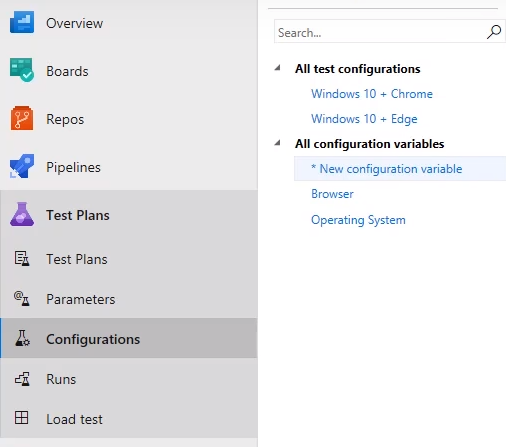 Overview
Boards
Repos
Pipelines
Test Plans
Test Plans
Parameters
Configurations
Runs
Load test
Search...
All test configurations
Windows 10 + Chrome
Windows 10 + Edge
All configuration variables
* New configuration variable
Browser
Operating System